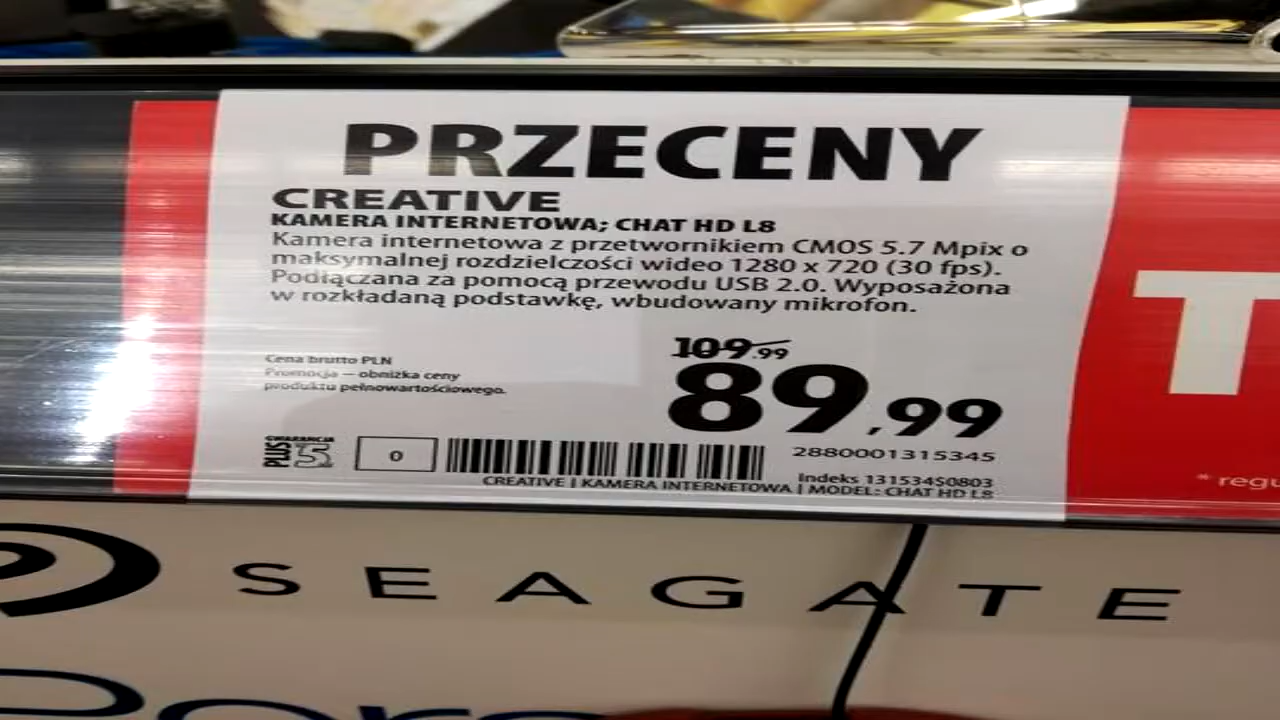 PRZECENY
CREATIVE
KAMERA INTERNETOWA; CHAT HD L8
Kamera internetowa z przetwornikiem CMOS 5.7 Mpix o
maksymalnej rozdzielczości wideo 1280 x 720 (30 fps).
Podłączana za pomocą przewodu USB 2.0. Wyposażona
w rozkładaną podstawkę, wbudowany mikrofon.
109.99
89,99
Cena brutto PLN
Promocja — obniżka ceny
produktu pełnowartościowego.
GWARANCJA
PLUS 5
0
2880001315345
Indeks 131534$0803
CREATIVE | KAMERA INTERNETOWA | MODEL: CHAT HD L8
T
* regu
SEAGATE